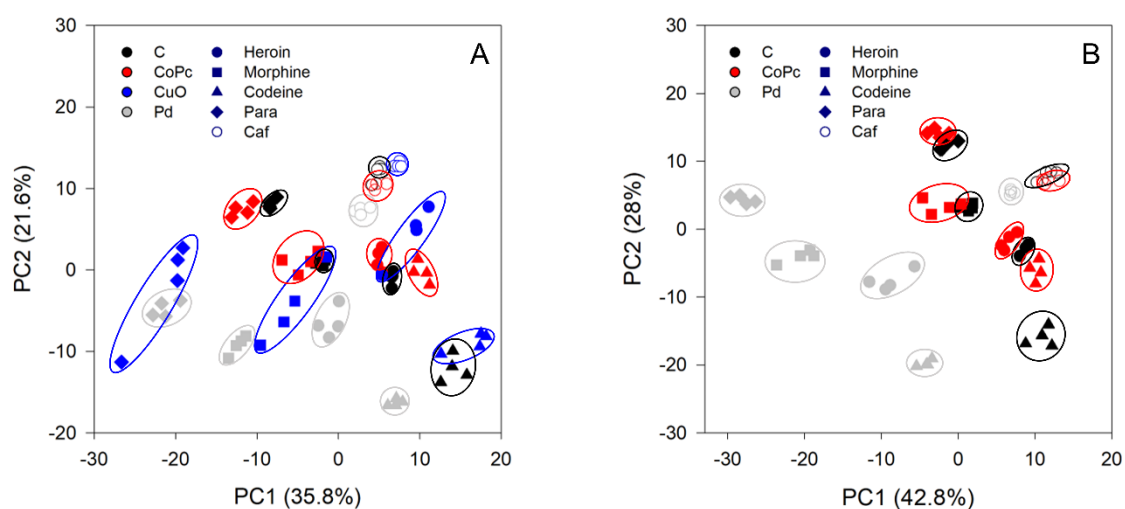 A
C
CoPc
CuO
Pd
Heroin
Morphine
Codeine
Para
Caf
PC2 (21.6%)
30
20
10
0
-10
-20
-30
-20
-10
0
10
20
PC1 (35.8%)
B
C
CoPc
Pd
Heroin
Morphine
Codeine
Para
Caf
PC2 (28%)
30
20
10
0
-10
-20
-30
-30
-20
-10
0
10
20
PC1 (42.8%)